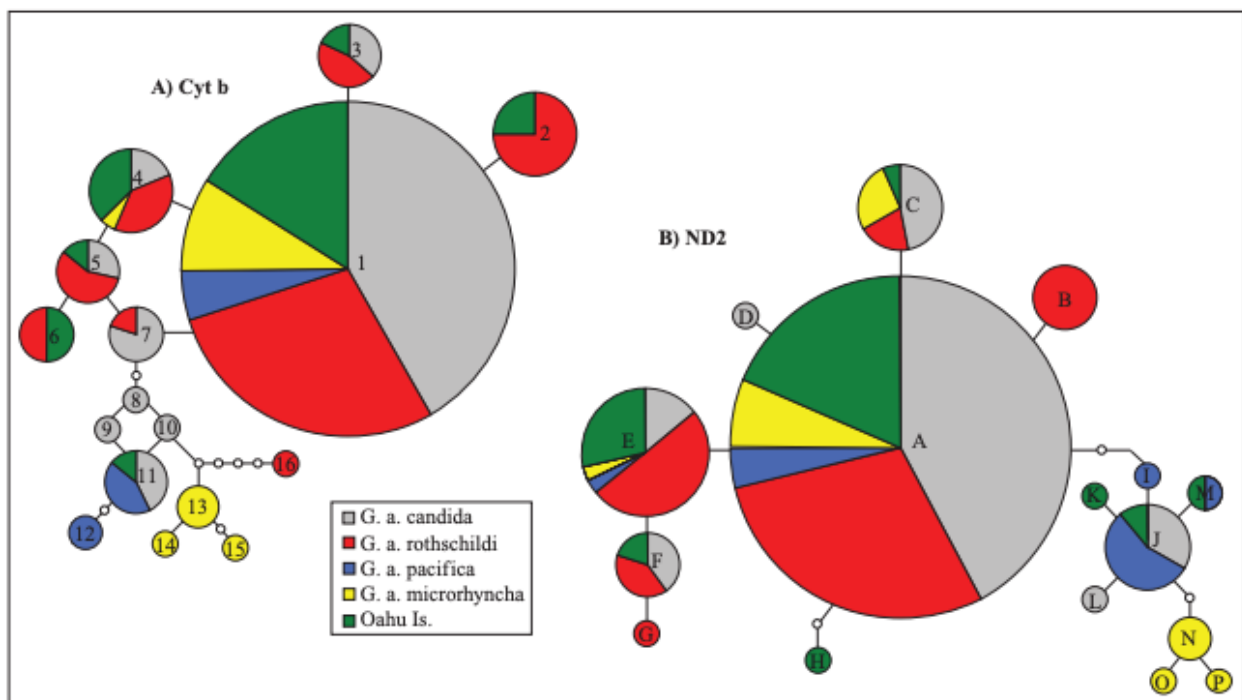 A) Cyt b
3
2
4
1
5
6
7
8
9
10
11
16
12
13
14
15
G. a. candida
G. a. rothschildi
G. a. pacifica
G. a. microrhyncha
Oahu Is.
B) ND2
C
B
D
E
A
F
G
H
I
K
M
J
L
N
O
P